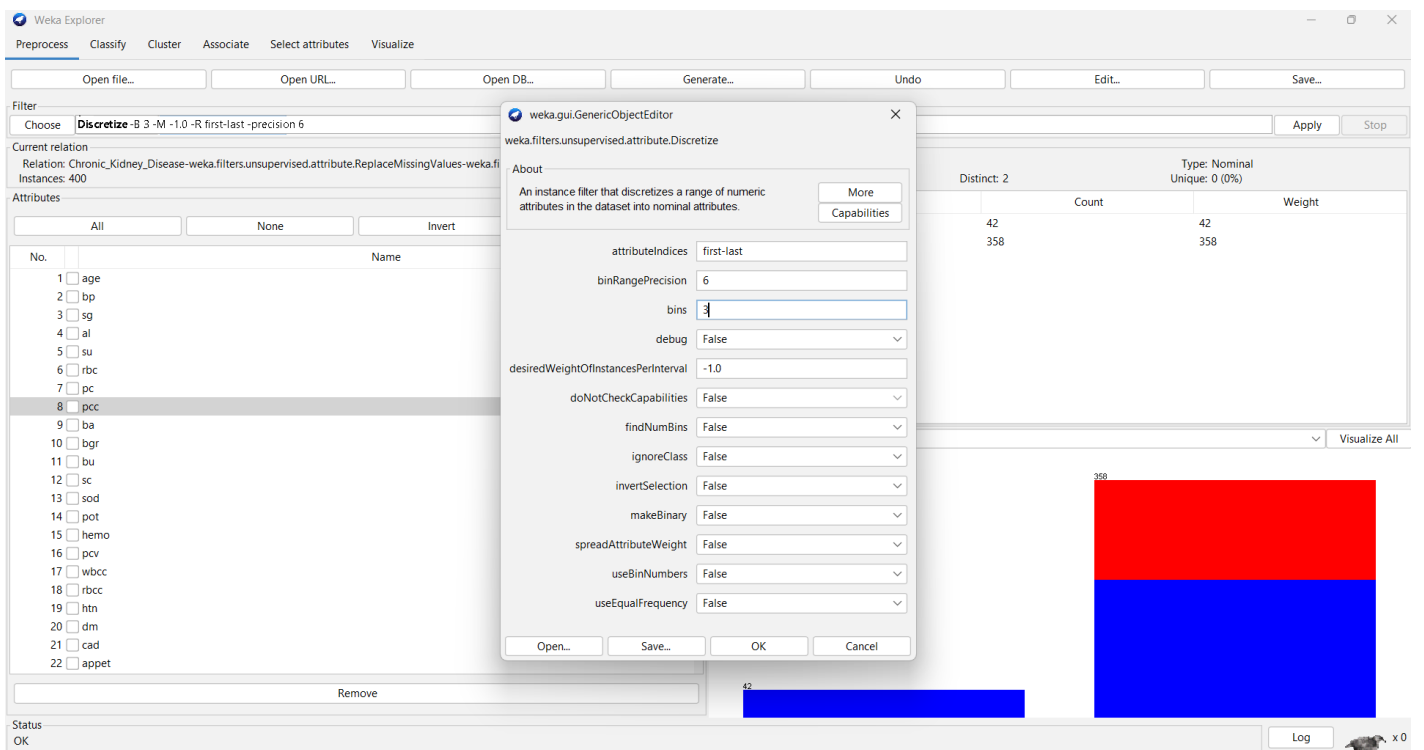 Weka Explorer
Preprocess Classify Cluster Associate Select attributes Visualize
Open file... Open URL... Open DB... Generate... Undo Edit... Save...
Filter
Choose Discretize -B 3 -M -1.0 -R first-last -precision 6 Apply Stop
Current relation
Relation: Chronic_Kidney_Disease-weka.filters.unsupervised.attribute.ReplaceMissingValues-weka.fi
Instances: 400
Distinct: 2
Type: Nominal
Unique: 0 (0%)
Attributes
All None Invert
No. Name
1 age
2 bp
3 sg
4 al
5 su
6 rbc
7 pc
8 pcc
9 ba
10 bgr
11 bu
12 sc
13 sod
14 pot
15 hemo
16 pcv
17 wbcc
18 rbcc
19 htn
20 dm
21 cad
22 appet
Remove
weka.gui.GenericObjectEditor
weka.filters.unsupervised.attribute.Discretize
About
An instance filter that discretizes a range of numeric
attributes in the dataset into nominal attributes.
More
Capabilities
attributeIndices first-last
binRangePrecision 6
bins 3
debug False
desiredWeightOfInstancesPerInterval -1.0
doNotCheckCapabilities False
findNumBins False
ignoreClass False
invertSelection False
makeBinary False
spreadAttributeWeight False
useBinNumbers False
useEqualFrequency False
Open... Save... OK Cancel
Count Weight
42 42
358 358
Visualize All
358
42
Status
OK
Log x 0